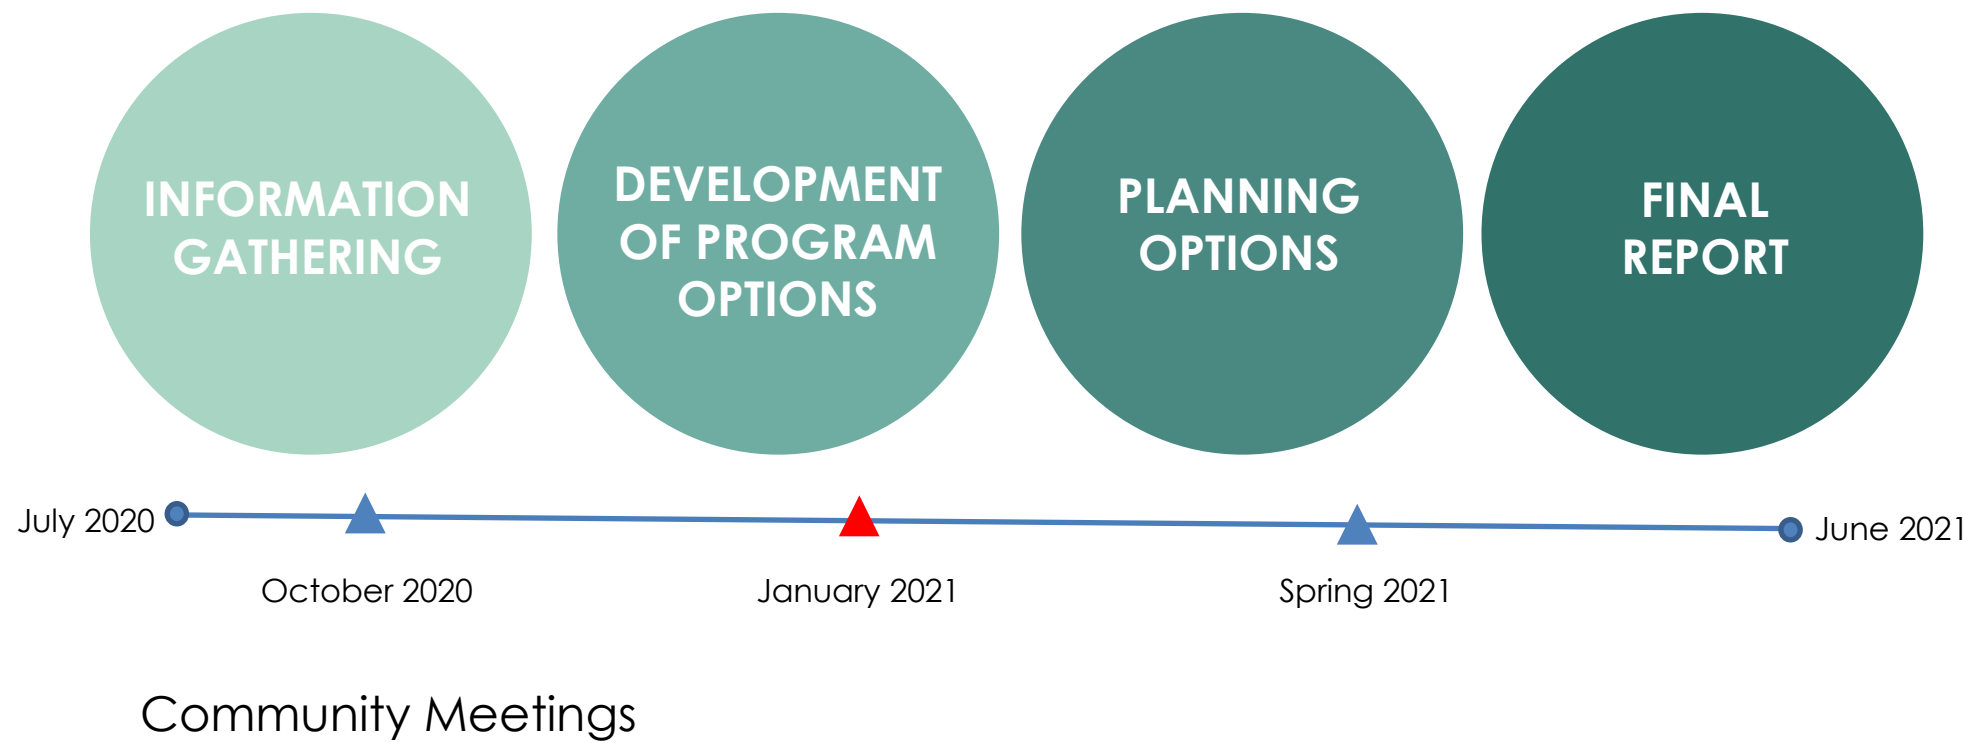 INFORMATION
GATHERING
DEVELOPMENT
OF PROGRAM
OPTIONS
PLANNING
OPTIONS
FINAL
REPORT
July 2020
June 2021
October 2020
January 2021
Spring 2021
Community Meetings